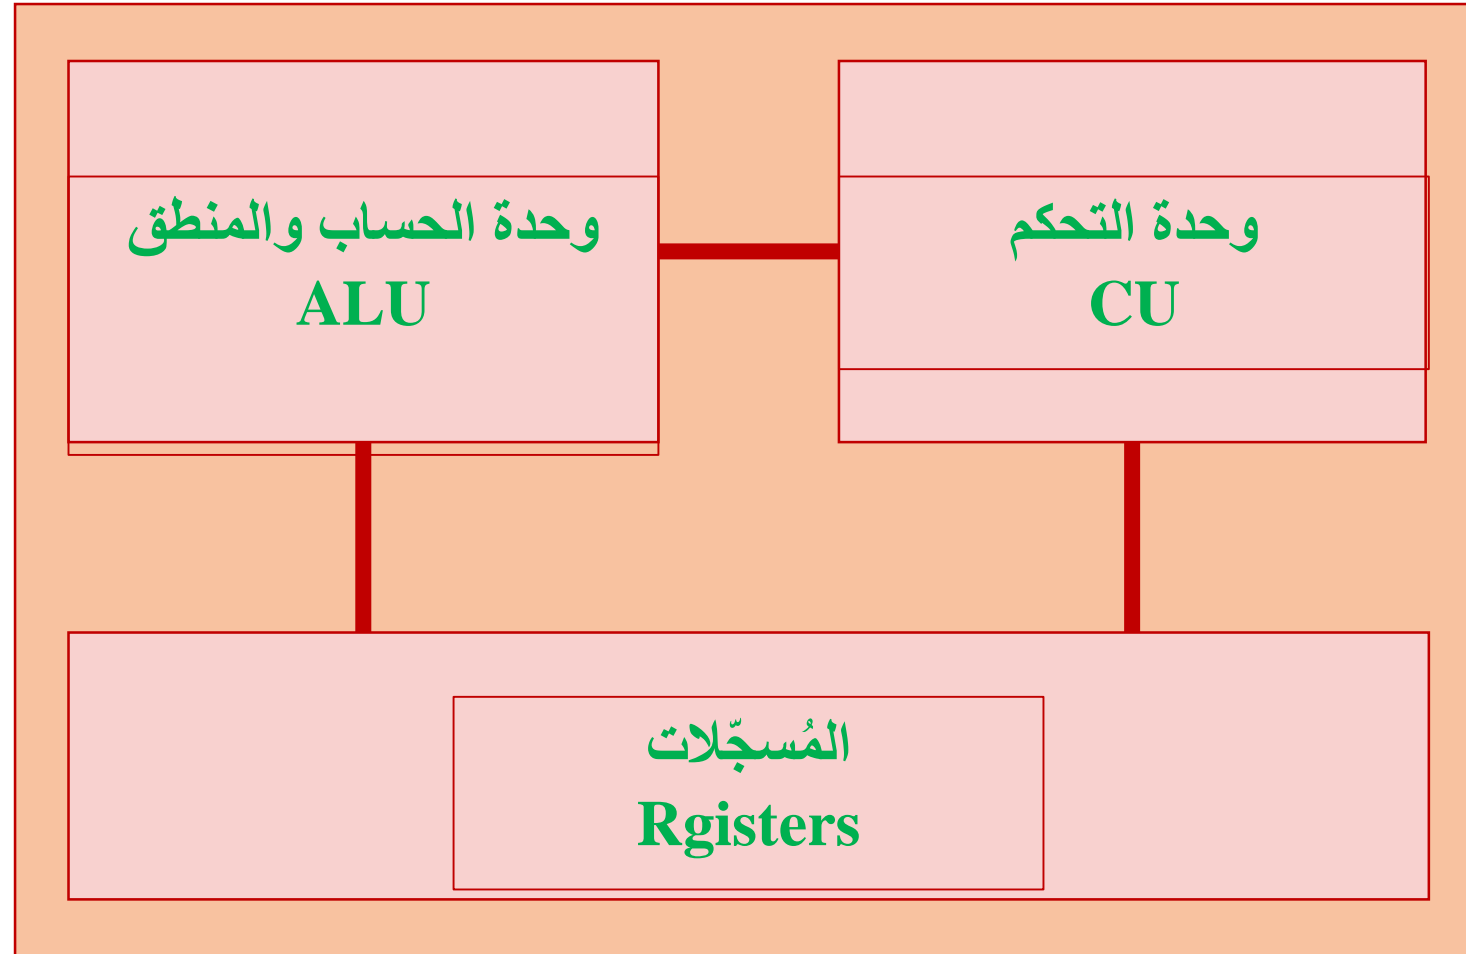 وحدة الحساب والمنطق
ALU
وحدة التحكم
CU
المُسجّلات
Rgisters